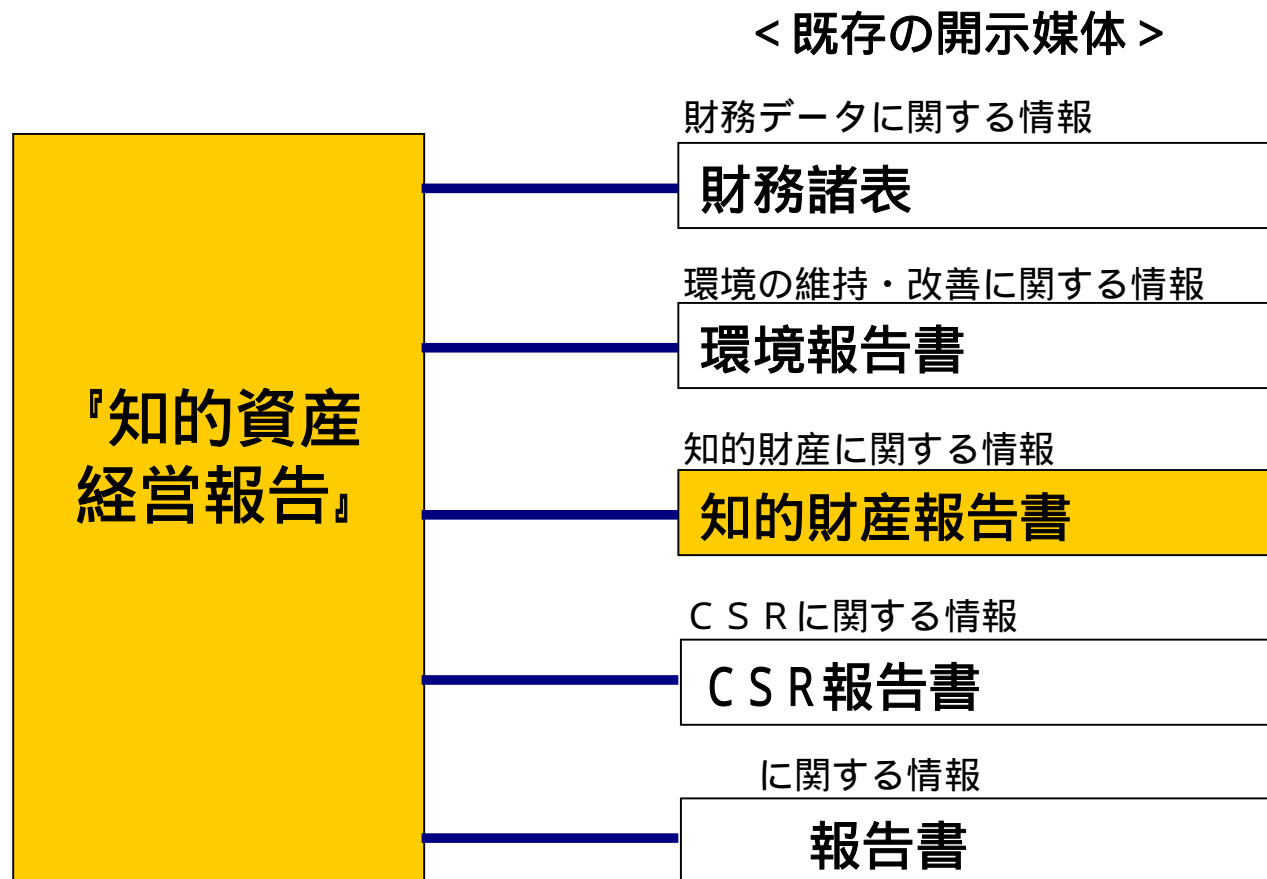 ＜既存の開示媒体＞
財務データに関する情報
財務諸表
環境の維持・改善に関する情報
環境報告書
『知的資産
経営報告』
知的財産に関する情報
知的財産報告書
ＣＳＲに関する情報
ＣＳＲ報告書
に関する情報
報告書